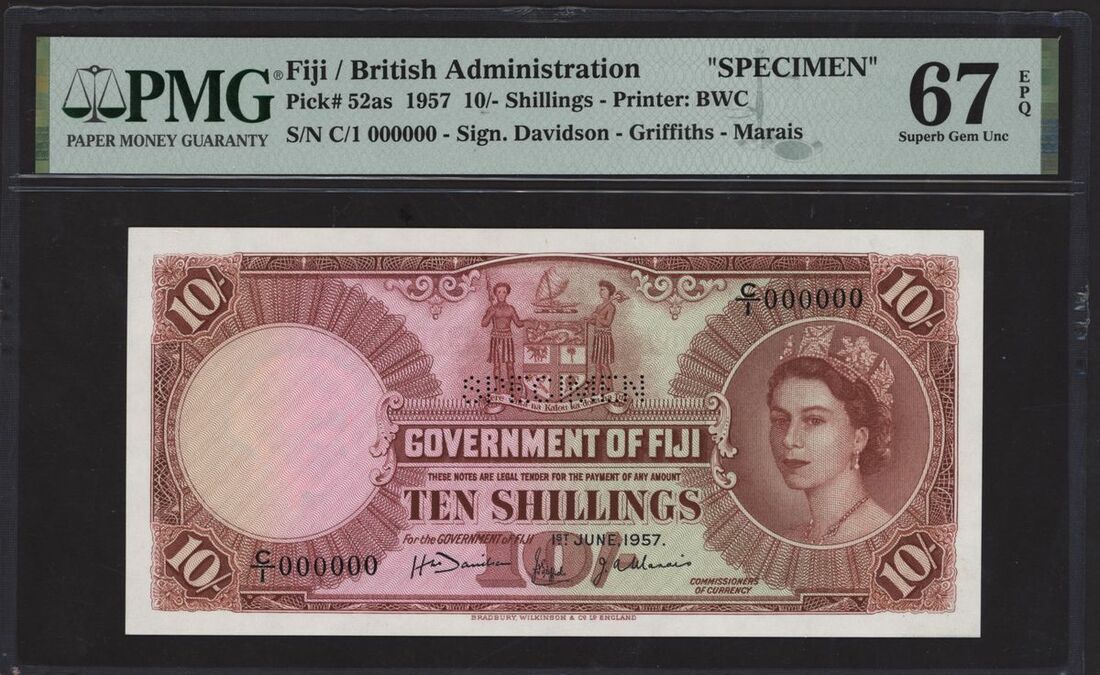 PMG®
PAPER MONEY GUARANTY
Fiji / British Administration "SPECIMEN"
Pick# 52as 1957 10/- Shillings - Printer: BWC
S/N C/1 000000 - Sign. Davidson - Griffiths - Marais
67 EPQ
Superb Gem Unc
10/-
10/-
C/1 000000
SPECIMEN
na Kalou
GOVERNMENT OF FIJI
THESE NOTES ARE LEGAL TENDER FOR THE PAYMENT OF ANY AMOUNT
TEN SHILLINGS
For the GOVERNMENT OF FIJI 1ST JUNE, 1957.
10/-
C/1 000000
10/-
10/-
COMMISSIONERS
OF CURRENCY
BRADBURY, WILKINSON & Co Ld ENGLAND